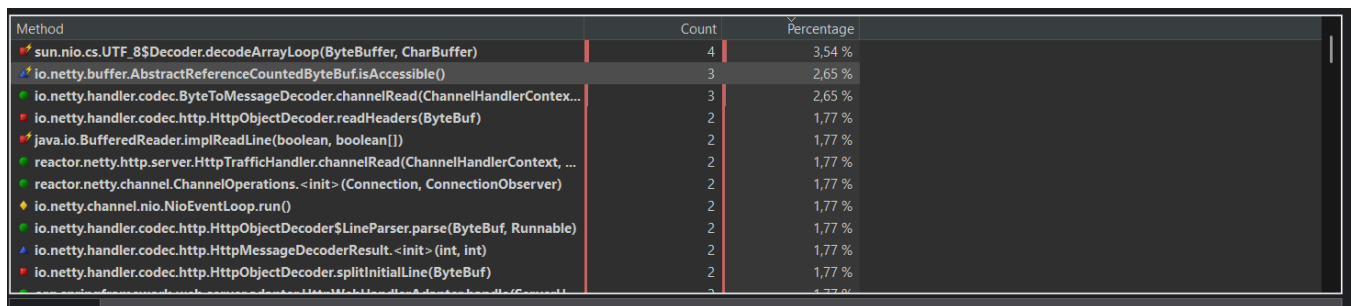 Method Count Percentage
sun.nio.cs.UTF_8$Decoder.decodeArrayLoop(ByteBuffer, CharBuffer) 4 3,54 %
io.netty.buffer.AbstractReferenceCountedByteBuf.isAccessible() 3 2,65 %
io.netty.handler.codec.ByteToMessageDecoder.channelRead(ChannelHandlerContex... 3 2,65 %
io.netty.handler.codec.http.HttpObjectDecoder.readHeaders(ByteBuf) 2 1,77 %
java.io.BufferedReader.implReadLine(boolean, boolean[]) 2 1,77 %
reactor.netty.http.server.HttpTrafficHandler.channelRead(ChannelHandlerContext, ... 2 1,77 %
reactor.netty.channel.ChannelOperations.<init>(Connection, ConnectionObserver) 2 1,77 %
io.netty.channel.nio.NioEventLoop.run() 2 1,77 %
io.netty.handler.codec.http.HttpObjectDecoder$LineParser.parse(ByteBuf, Runnable) 2 1,77 %
io.netty.handler.codec.http.HttpMessageDecoderResult.<init>(int, int) 2 1,77 %
io.netty.handler.codec.http.HttpObjectDecoder.splitInitialLine(ByteBuf) 2 1,77 %